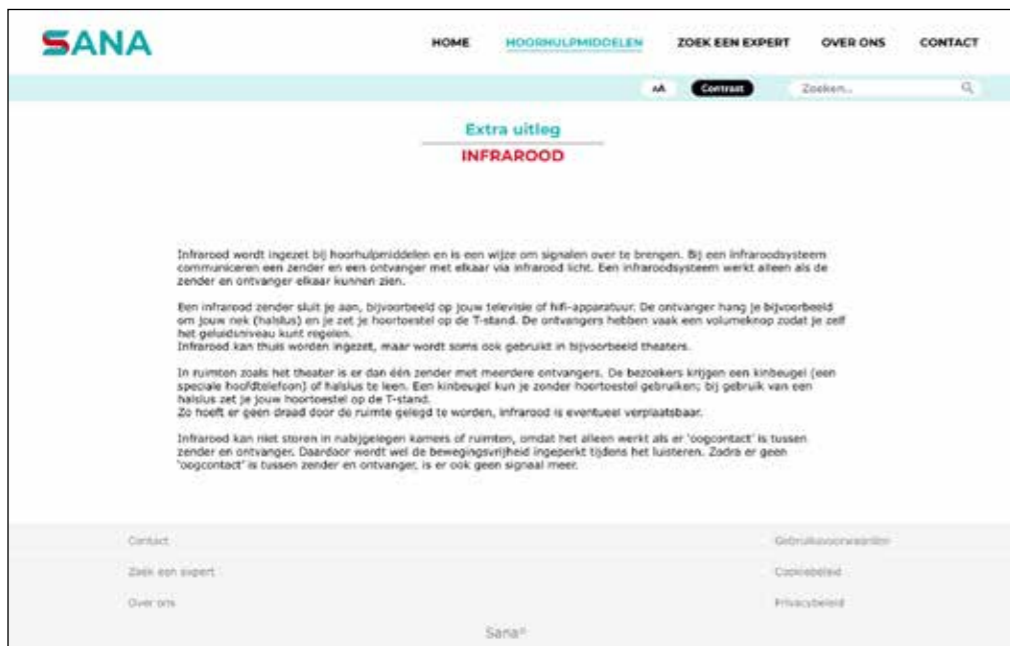 SANA
HOME HOORHULPMIDDELEN ZOEK EEN EXPERT OVER ONS CONTACT
AA Contrast Zoeken...
Extra uitleg
INFRAROOD
Infrarood wordt ingezet bij hoorhulpmiddelen en is een wijze om signalen over te brengen. Bij een infraroodsysteem
communiceren een zender en een ontvanger met elkaar via infrarood licht. Een infraroodsysteem werkt alleen als de
zender en ontvanger elkaar kunnen zien.
Een infrarood zender sluit je aan, bijvoorbeeld op jouw televisie of hifi-apparatuur. De ontvanger hang je bijvoorbeeld
om jouw nek (halslus) en je zet je hoortoestel op de T-stand. De ontvangers hebben vaak een volumeknop zodat je zelf
het geluidsniveau kunt regelen.
Infrarood kan thuis worden ingezet, maar wordt soms ook gebruikt in bijvoorbeeld theaters.
In ruimten zoals het theater is er dan één zender met meerdere ontvangers. De bezoekers krijgen een kinbeugel (een
speciale hoofdtelefoon) of halslus te leen. Een kinbeugel kun je zonder hoortoestel gebruiken; bij gebruik van een
halslus zet je jouw hoortoestel op de T-stand.
Zo hoeft er geen draad door de ruimte gelegd te worden, infrarood is eventueel verplaatsbaar.
Infrarood kan niet storen in nabijgelegen kamers of ruimten, omdat het alleen werkt als er 'oogcontact' is tussen
zender en ontvanger. Daardoor wordt wel de bewegingsvrijheid ingeperkt tijdens het luisteren. Zodra er geen
'oogcontact' is tussen zender en ontvanger, is er ook geen signaal meer.
Contact Gebruiksvoorwaarden
Zoek een expert Cookiebeleid
Over ons Privacybeleid
Sana®